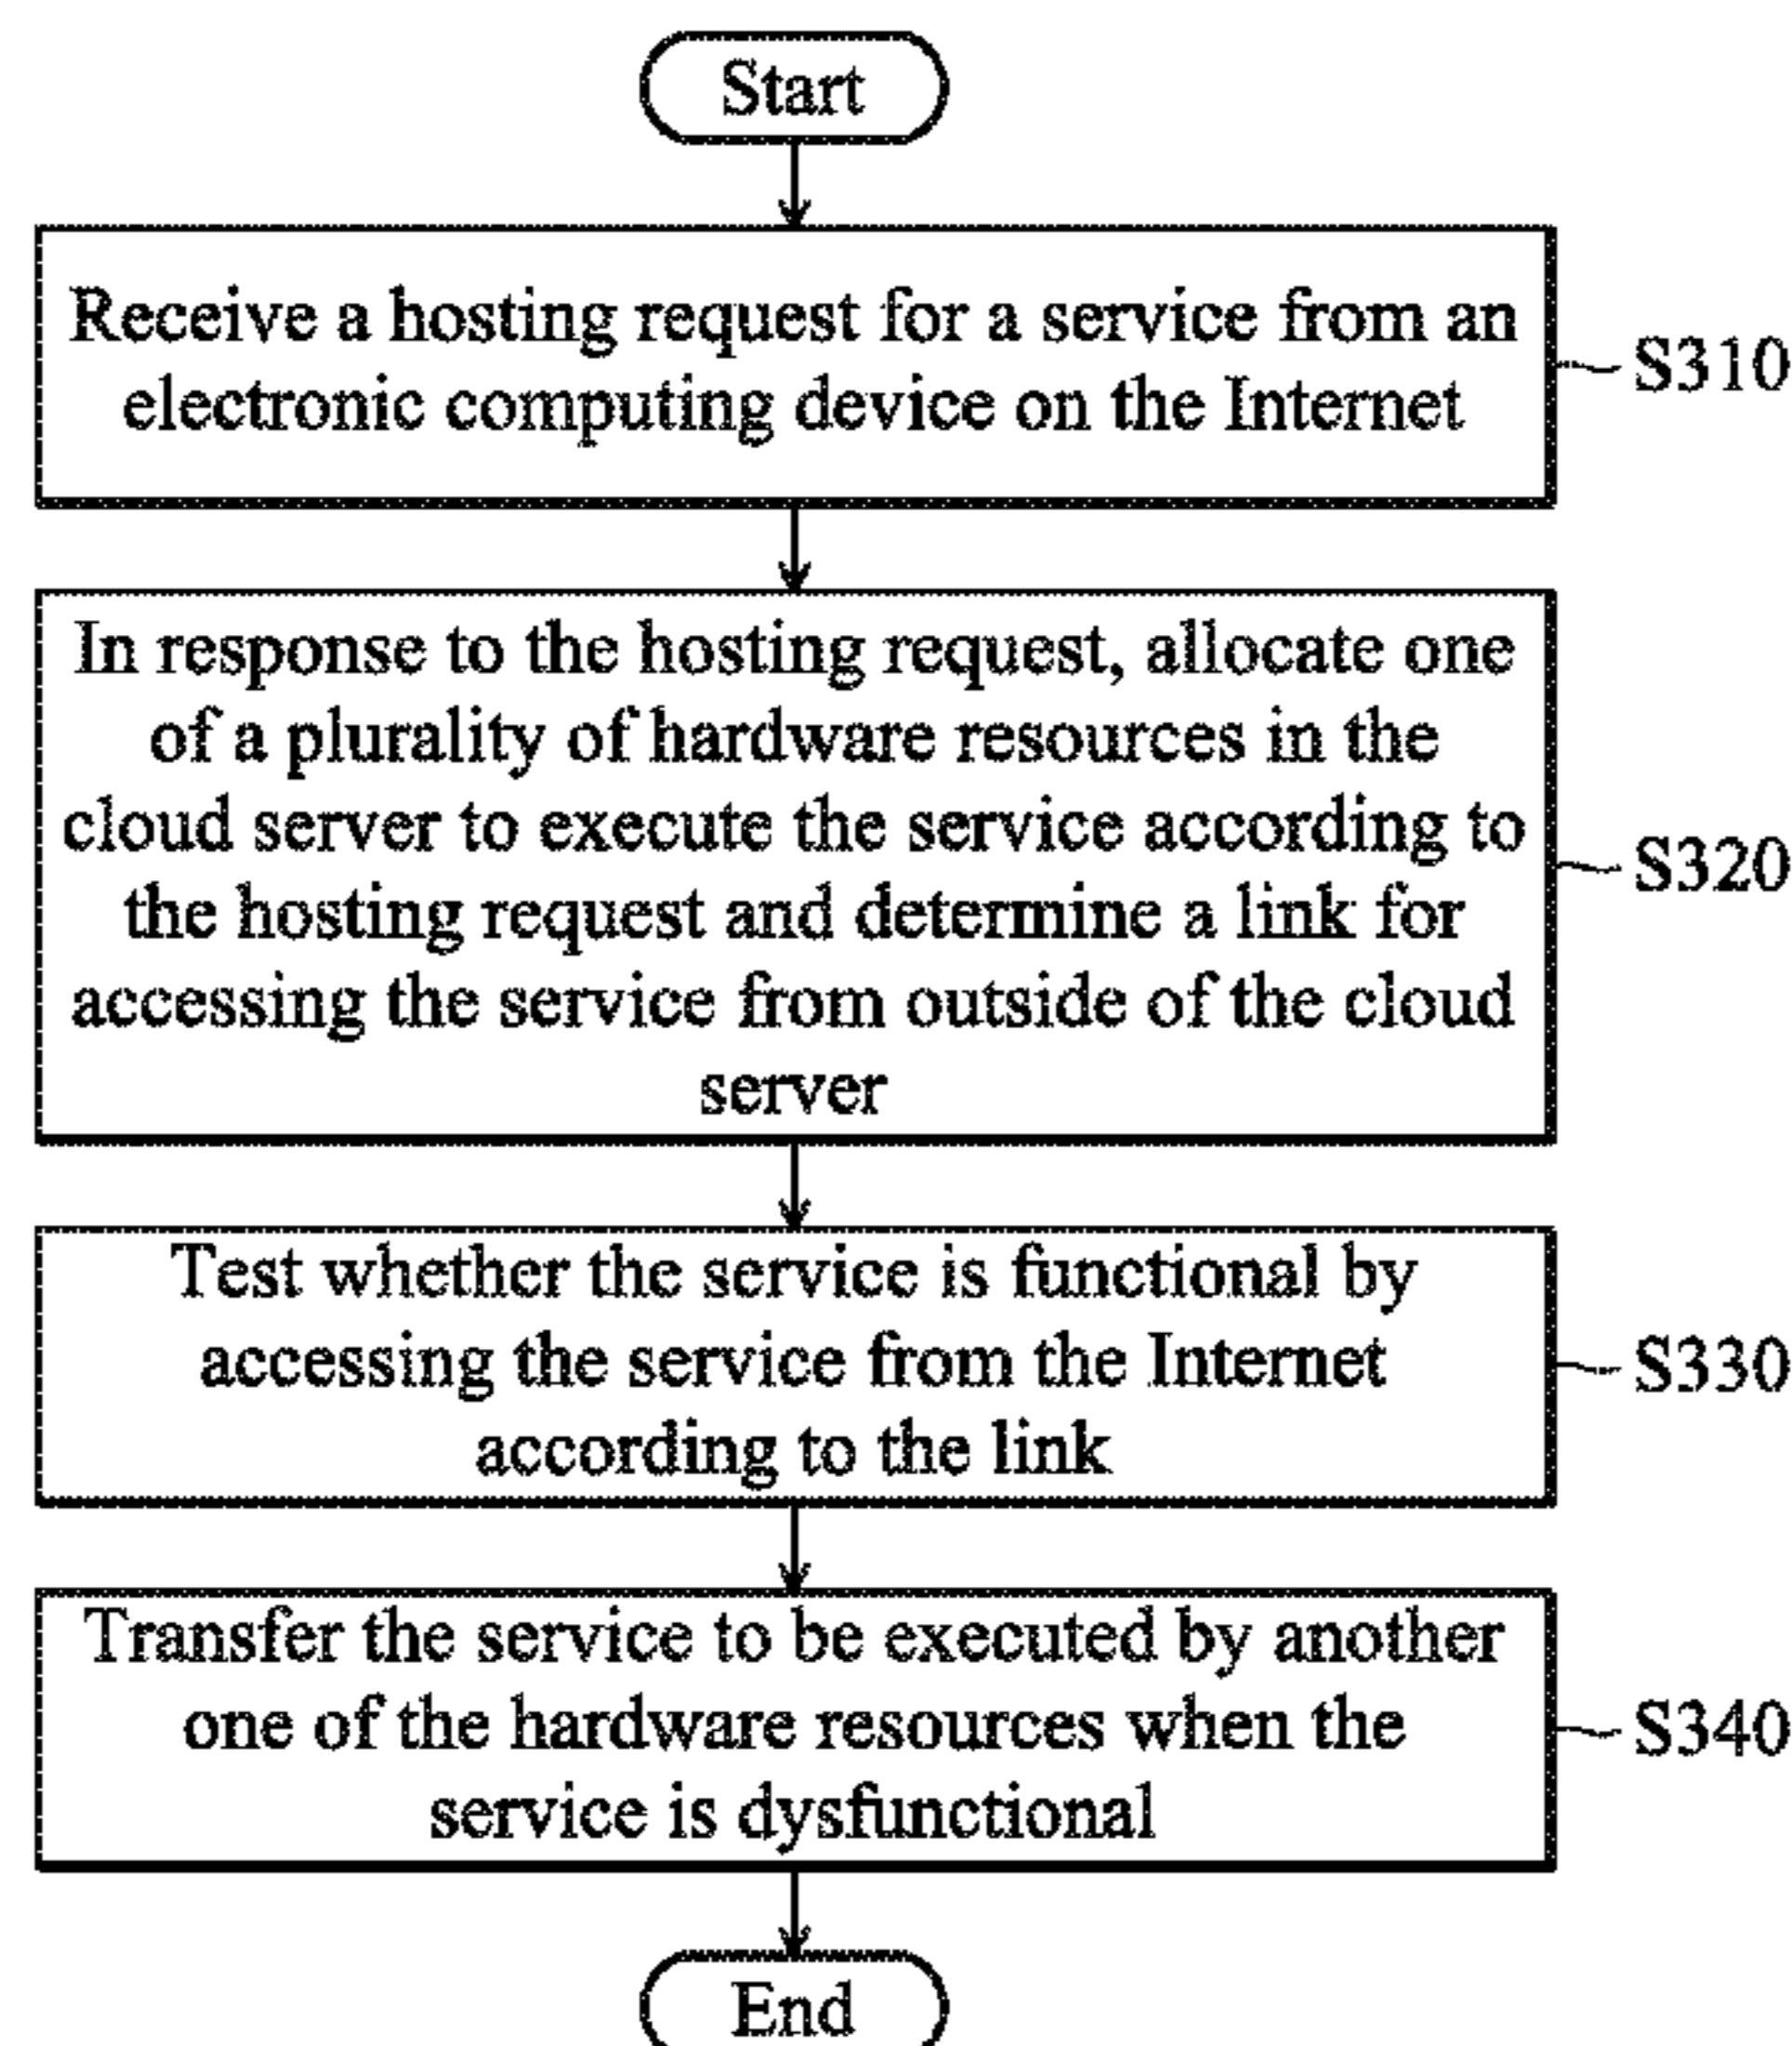 Start
Receive a hosting request for a service from an
electronic computing device on the Internet
S310
In response to the hosting request, allocate one
of a plurality of hardware resources in the
cloud server to execute the service according to
the hosting request and determine a link for
accessing the service from outside of the cloud
server
S320
Test whether the service is functional by
accessing the service from the Internet
according to the link
S330
Transfer the service to be executed by another
one of the hardware resources when the
service is dysfunctional
S340
End